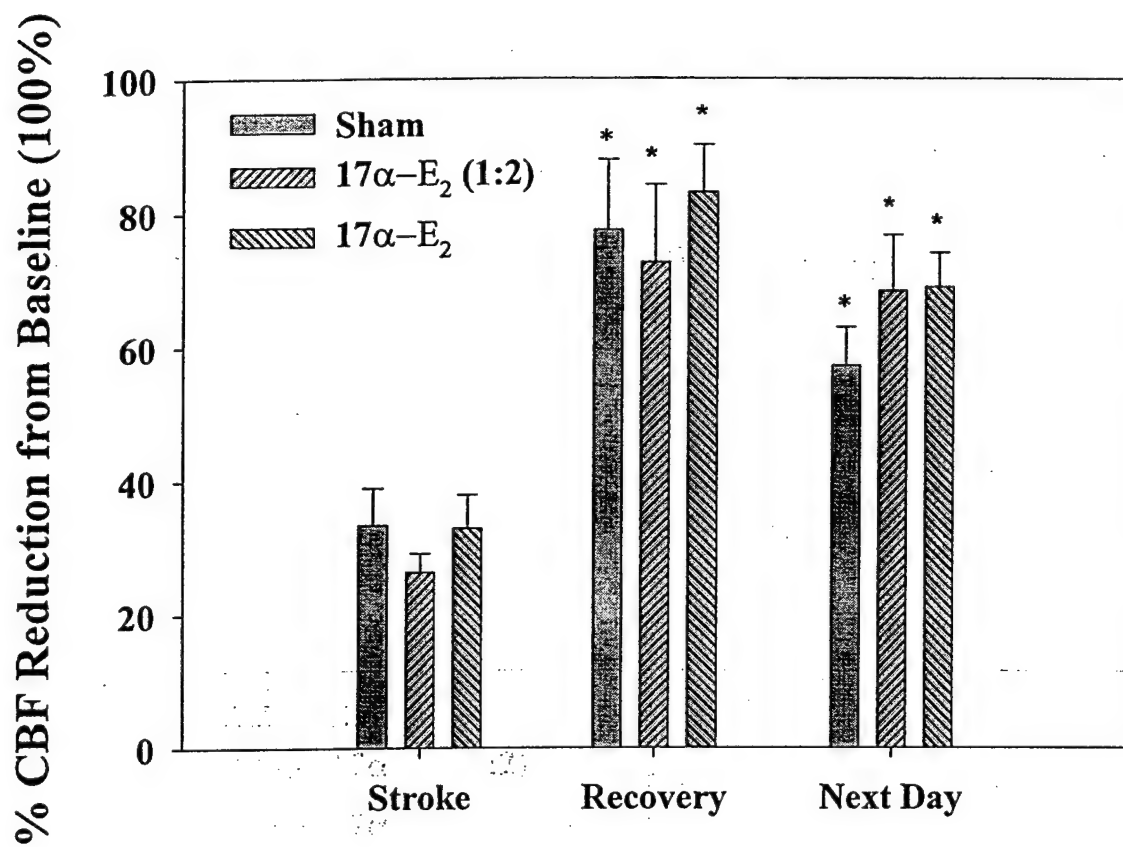 % CBF Reduction from Baseline (100%)
100
80
60
40
20
0
Sham
17α–E₂ (1:2)
17α–E₂
* * *
* * *
Stroke Recovery Next Day